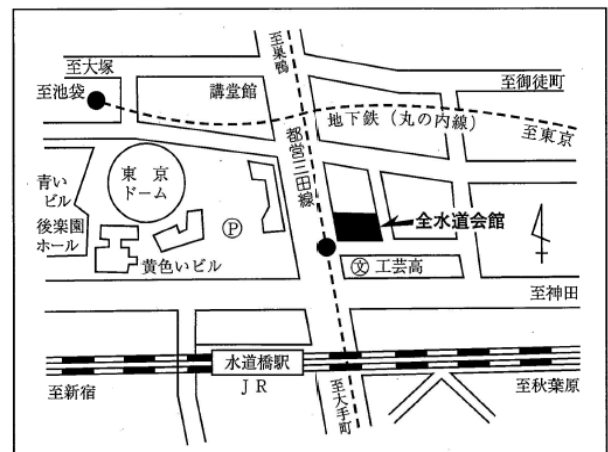 至巣鴨
至大塚
至池袋
講堂館
至御徒町
地下鉄（丸の内線）
至東京
都営三田線
青い
ビル
東京
ドーム
後楽園
ホール
P
全水道会館
黄色いビル
文 工芸高
至神田
水道橋駅
JR
至新宿
至大手町
至秋葉原